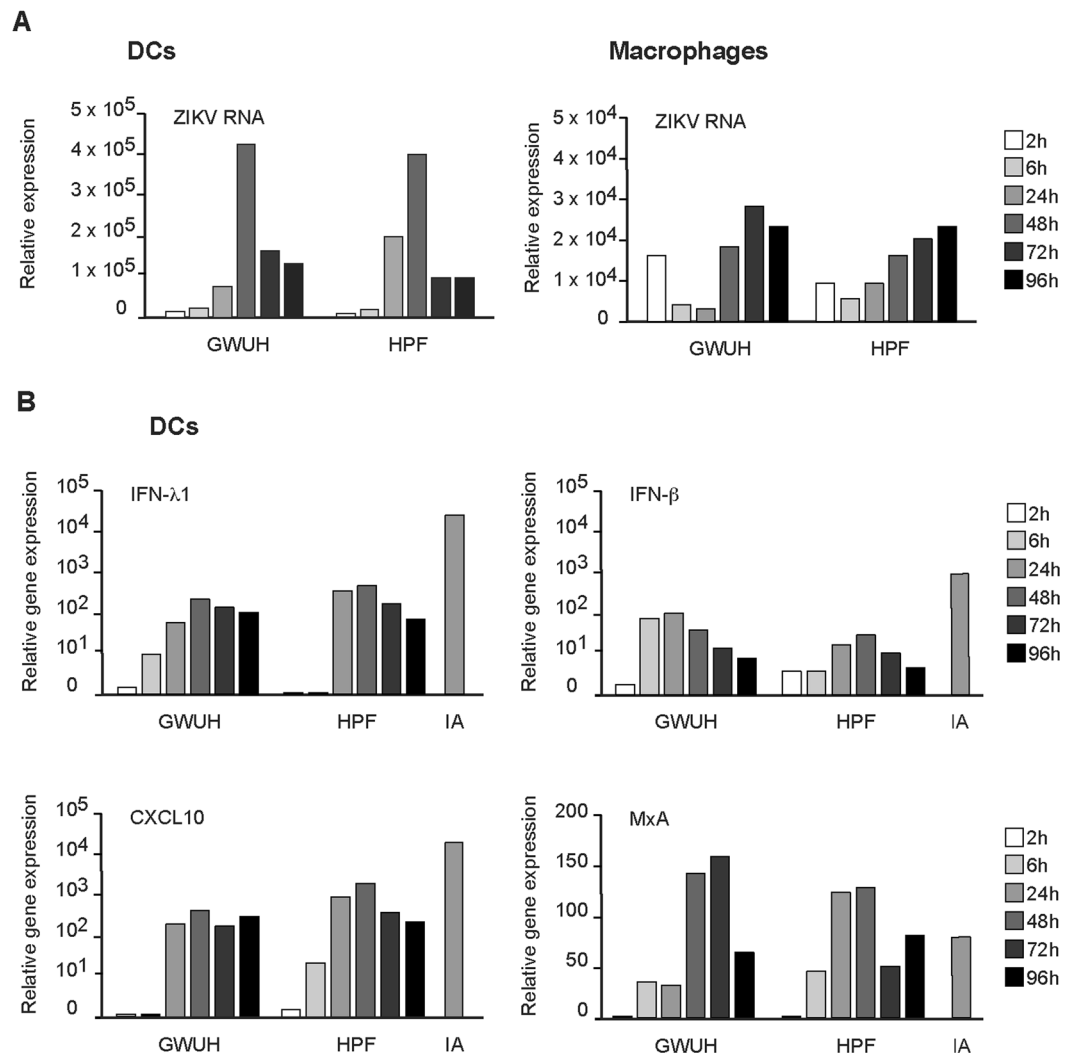 A
DCs
Macrophages
ZIKV RNA
Relative expression
5 x 10^5
4 x 10^5
3 x 10^5
2 x 10^5
1 x 10^5
0
GWUH HPF
ZIKV RNA
Relative expression
5 x 10^4
4 x 10^4
3 x 10^4
2 x 10^4
1 x 10^4
0
GWUH HPF
2h
6h
24h
48h
72h
96h
B
DCs
IFN-λ1
Relative gene expression
10^5
10^4
10^3
10^2
10^1
0
GWUH HPF IA
IFN-β
Relative gene expression
10^5
10^4
10^3
10^2
10^1
0
GWUH HPF IA
2h
6h
24h
48h
72h
96h
CXCL10
Relative gene expression
10^5
10^4
10^3
10^2
10^1
0
GWUH HPF IA
MxA
Relative gene expression
200
150
100
50
0
GWUH HPF IA
2h
6h
24h
48h
72h
96h